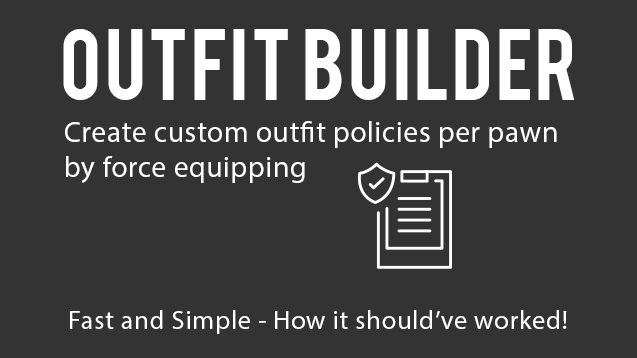 OUTFIT BUILDER
Create custom outfit policies per pawn
by force equipping
Fast and Simple - How it should’ve worked!